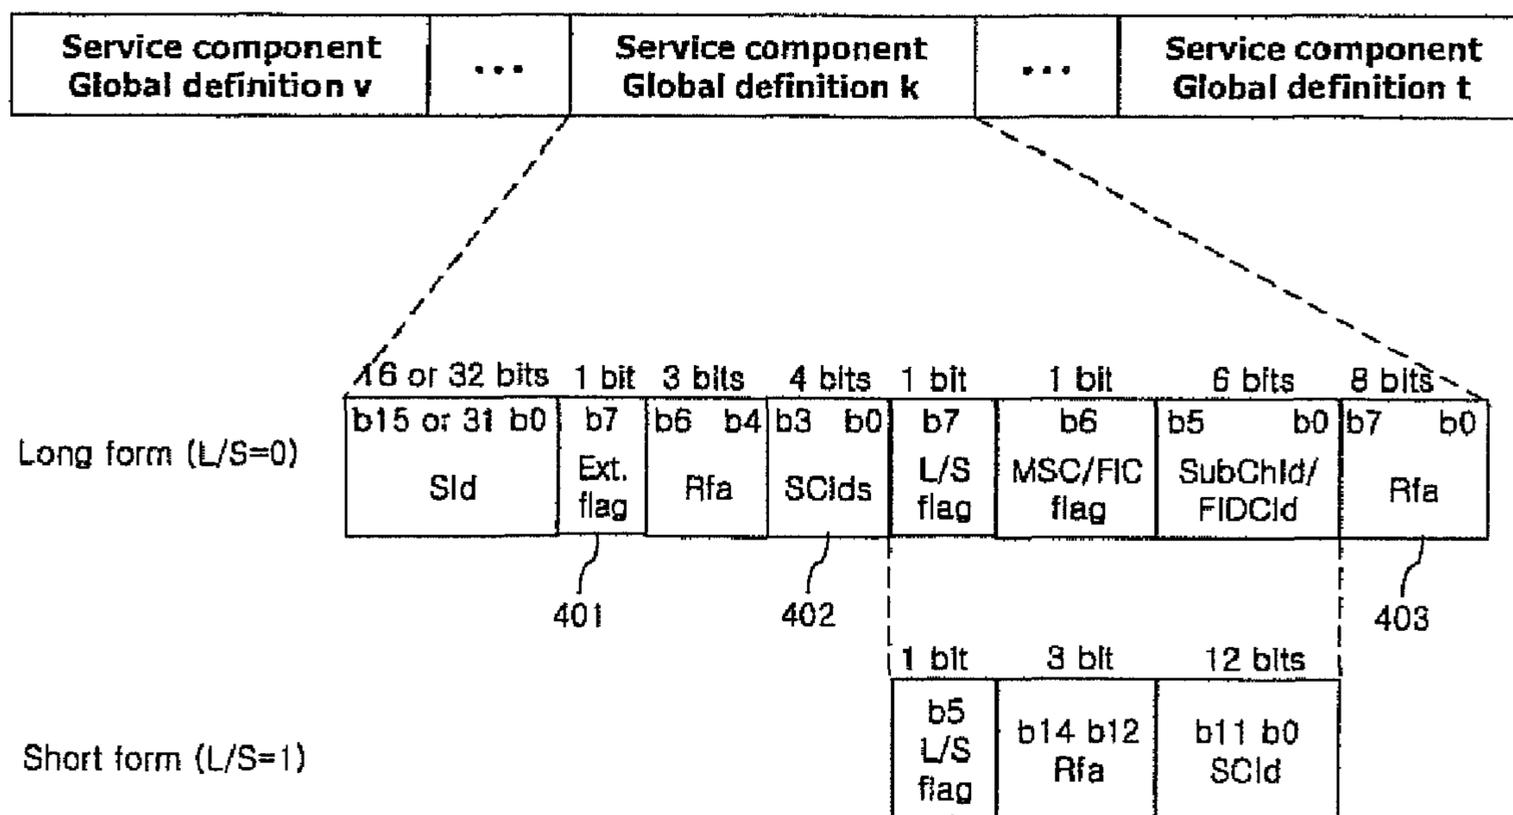 Service component
Global definition v
...
Service component
Global definition k
...
Service component
Global definition t
16 or 32 bits
1 bit
3 bits
4 bits
1 bit
1 bit
6 bits
8 bits
Long form (L/S=0)
b15 or 31 b0
SId
b7
Ext.
flag
b6 b4
Rfa
b3 b0
SCIds
b7
L/S
flag
b6
MSC/FIC
flag
b5 b0
SubChId/
FIDCId
b7 b0
Rfa
401
402
403
1 bit
3 bit
12 bits
Short form (L/S=1)
b5
L/S
flag
b14 b12
Rfa
b11 b0
SCId